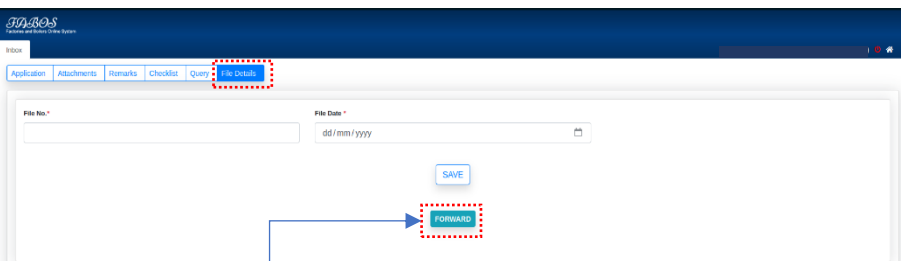 FABOS
Factories and Boilers Online System
Inbox
Application Attachments Remarks Checklist Query File Details
File No.* File Date *
dd/mm/yyyy
SAVE
FORWARD